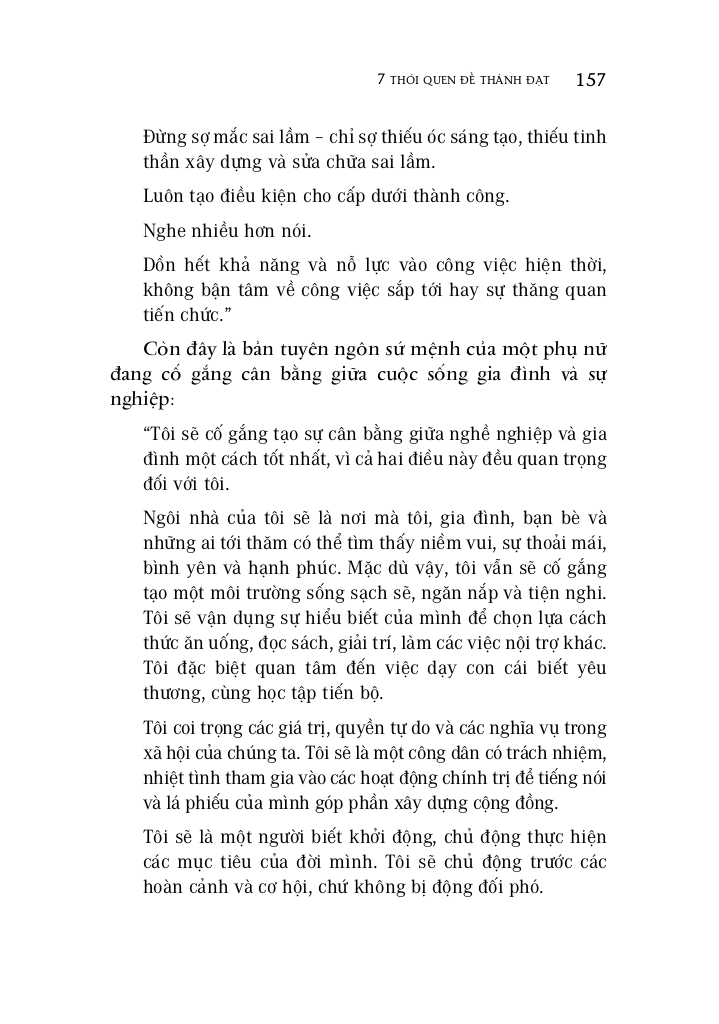 7 THÓI QUEN ĐỂ THÀNH ĐẠT 157
Đừng sợ mắc sai lầm – chỉ sợ thiếu óc sáng tạo, thiếu tinh
thần xây dựng và sửa chữa sai lầm.
Luôn tạo điều kiện cho cấp dưới thành công.
Nghe nhiều hơn nói.
Dồn hết khả năng và nỗ lực vào công việc hiện thời,
không bận tâm về công việc sắp tới hay sự thăng quan
tiến chức.”
Còn đây là bản tuyên ngôn sứ mệnh của một phụ nữ
đang cố gắng cân bằng giữa cuộc sống gia đình và sự
nghiệp:
“Tôi sẽ cố gắng tạo sự cân bằng giữa nghề nghiệp và gia
đình một cách tốt nhất, vì cả hai điều này đều quan trọng
đối với tôi.
Ngôi nhà của tôi sẽ là nơi mà tôi, gia đình, bạn bè và
những ai tới thăm có thể tìm thấy niềm vui, sự thoải mái,
bình yên và hạnh phúc. Mặc dù vậy, tôi vẫn sẽ cố gắng
tạo một môi trường sống sạch sẽ, ngăn nắp và tiện nghi.
Tôi sẽ vận dụng sự hiểu biết của mình để chọn lựa cách
thức ăn uống, đọc sách, giải trí, làm các việc nội trợ khác.
Tôi đặc biệt quan tâm đến việc dạy con cái biết yêu
thương, cùng học tập tiến bộ.
Tôi coi trọng các giá trị, quyền tự do và các nghĩa vụ trong
xã hội của chúng ta. Tôi sẽ là một công dân có trách nhiệm,
nhiệt tình tham gia vào các hoạt động chính trị để tiếng nói
và lá phiếu của mình góp phần xây dựng cộng đồng.
Tôi sẽ là một người biết khởi động, chủ động thực hiện
các mục tiêu của đời mình. Tôi sẽ chủ động trước các
hoàn cảnh và cơ hội, chứ không bị động đối phó.